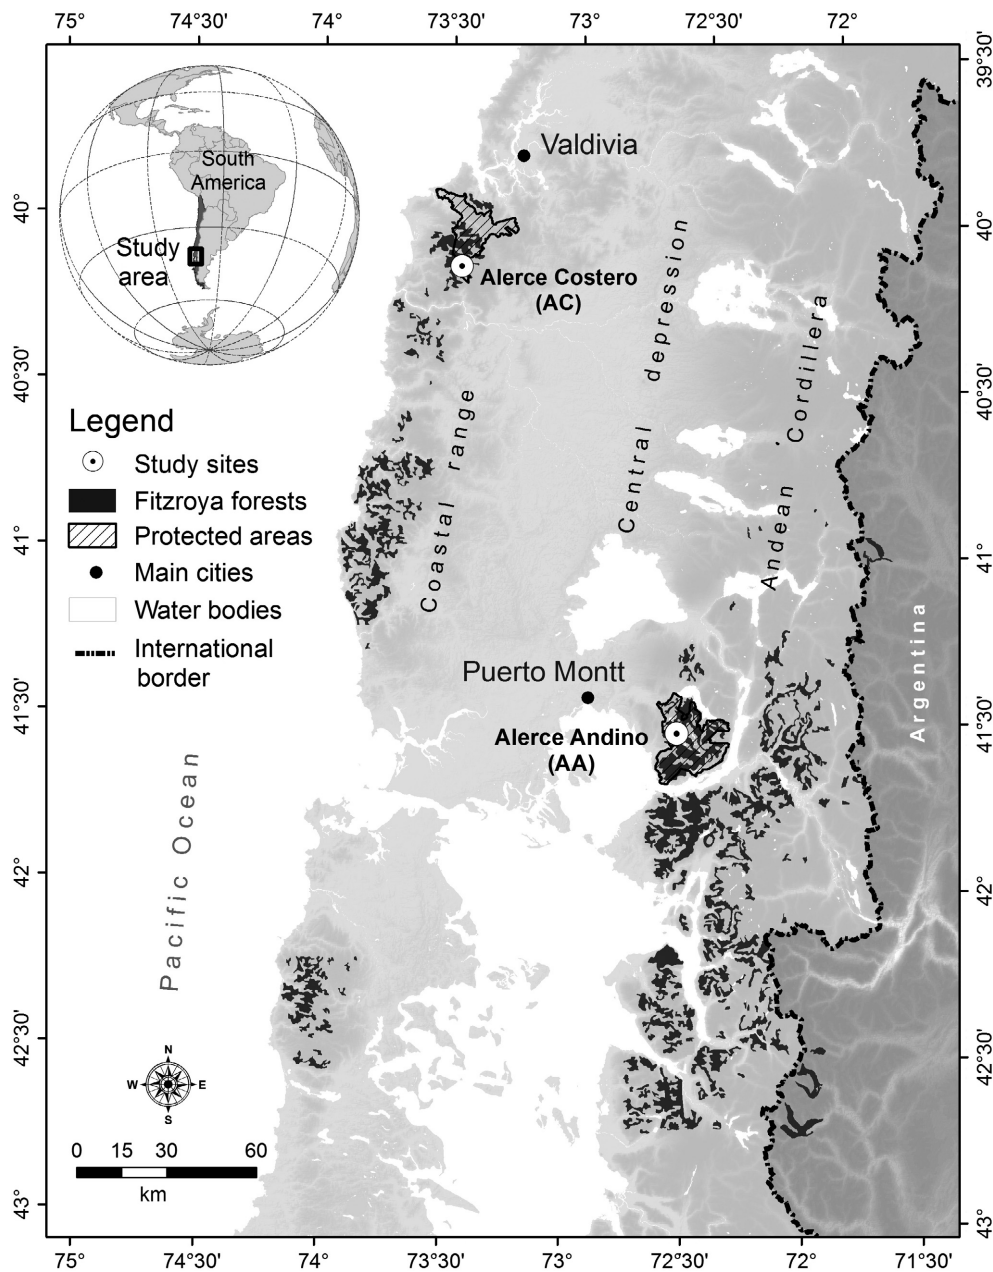 75°
74°30'
74°
73°30'
73°
72°30'
72°
39°30'
40°
40°30'
41°
41°30'
42°
42°30'
43°
South
America
Study
area
Valdivia
Alerce Costero
(AC)
Coastal range
Central depression
Andean Cordillera
Argentina
Pacific Ocean
Puerto Montt
Alerce Andino
(AA)
Legend
Study sites
Fitzroya forests
Protected areas
Main cities
Water bodies
International
border
N
W
E
S
0
15
30
60
km
40°
40°30'
41°
41°30'
42°
42°30'
43°
75°
74°30'
74°
73°30'
73°
72°30'
72°
71°30'